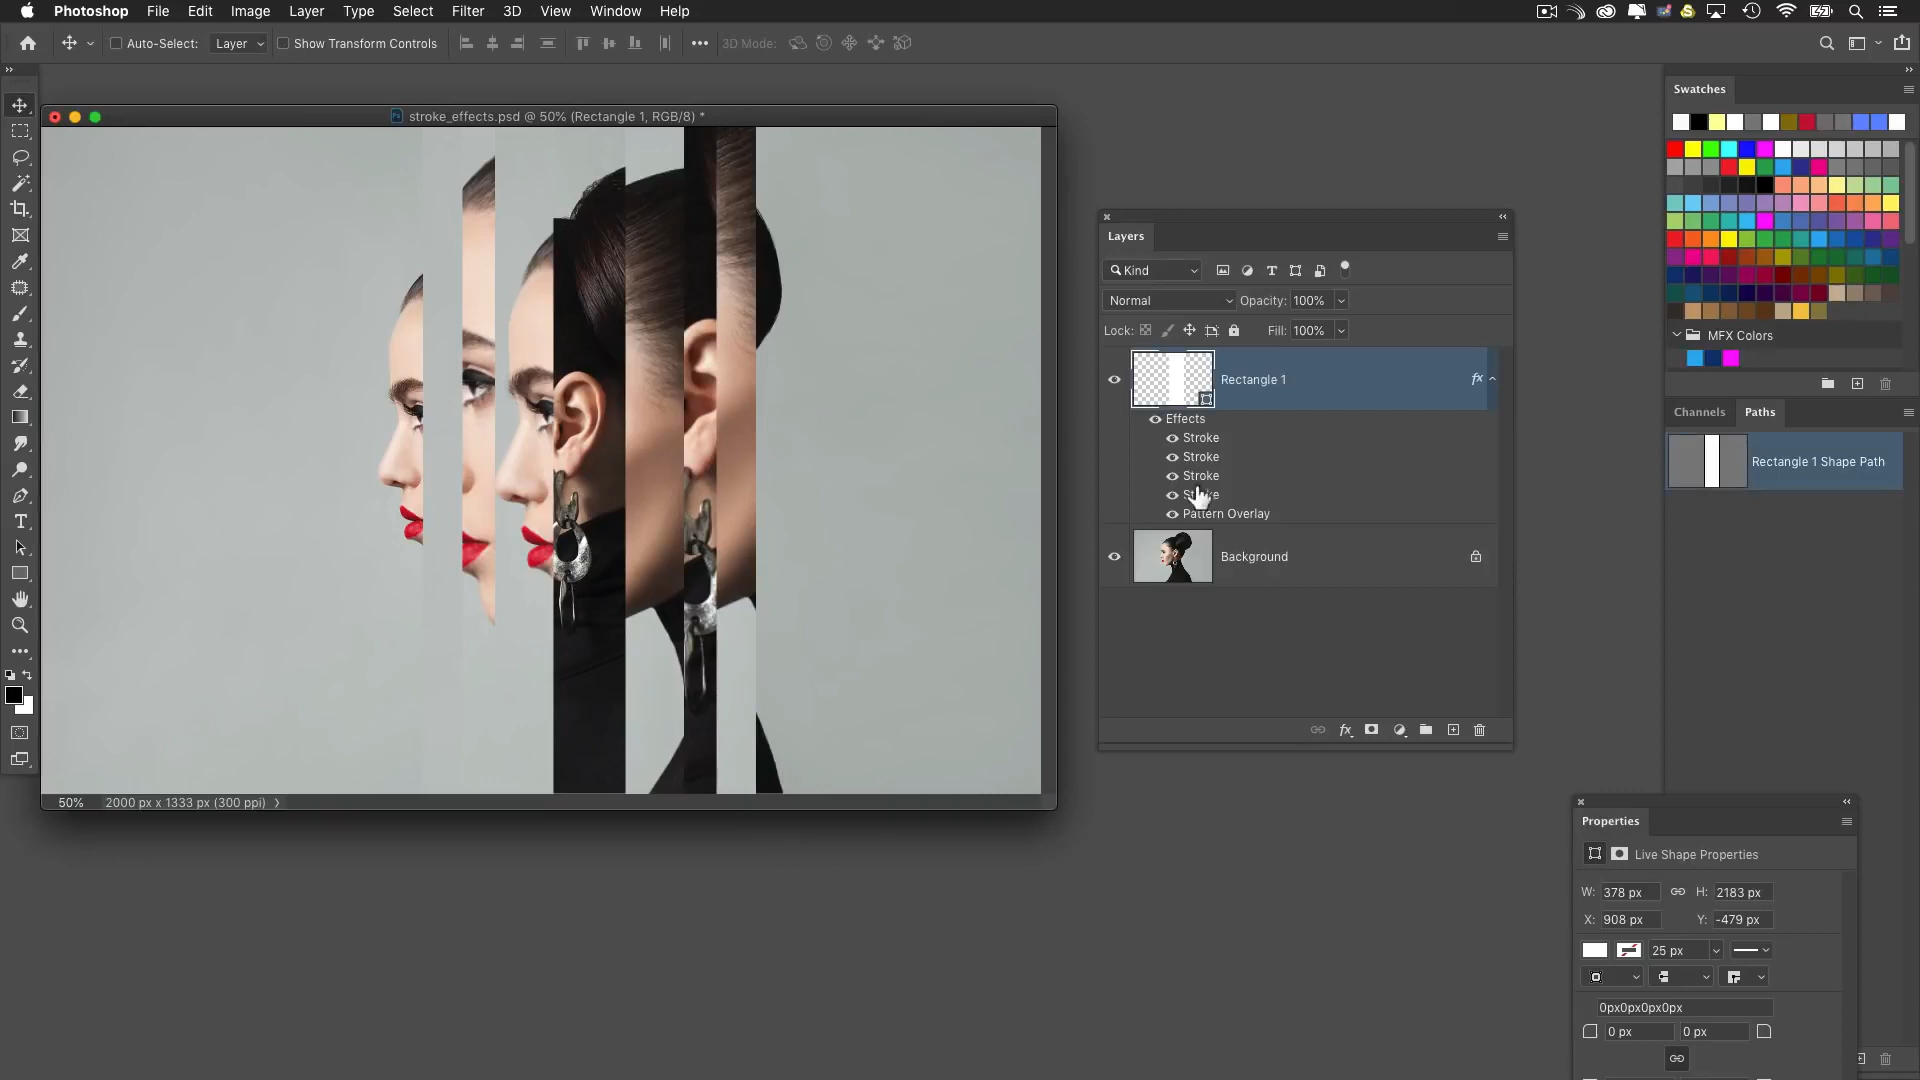 Photoshop File Edit Image Layer Type Select Filter 3D View Window Help
Auto-Select: Layer Show Transform Controls 3D Mode:
stroke_effects.psd @ 50% (Rectangle 1, RGB/8) *
50% 2000 px x 1333 px (300 ppi)
Layers
Kind
Normal Opacity: 100%
Lock: Fill: 100%
Rectangle 1 fx
Effects
Stroke
Stroke
Stroke
Stroke
Pattern Overlay
Background
fx
Swatches
MFX Colors
Channels Paths
Rectangle 1 Shape Path
Properties
Live Shape Properties
W: 378 px H: 2183 px
X: 908 px Y: -479 px
25 px
0px0px0px0px
0 px 0 px